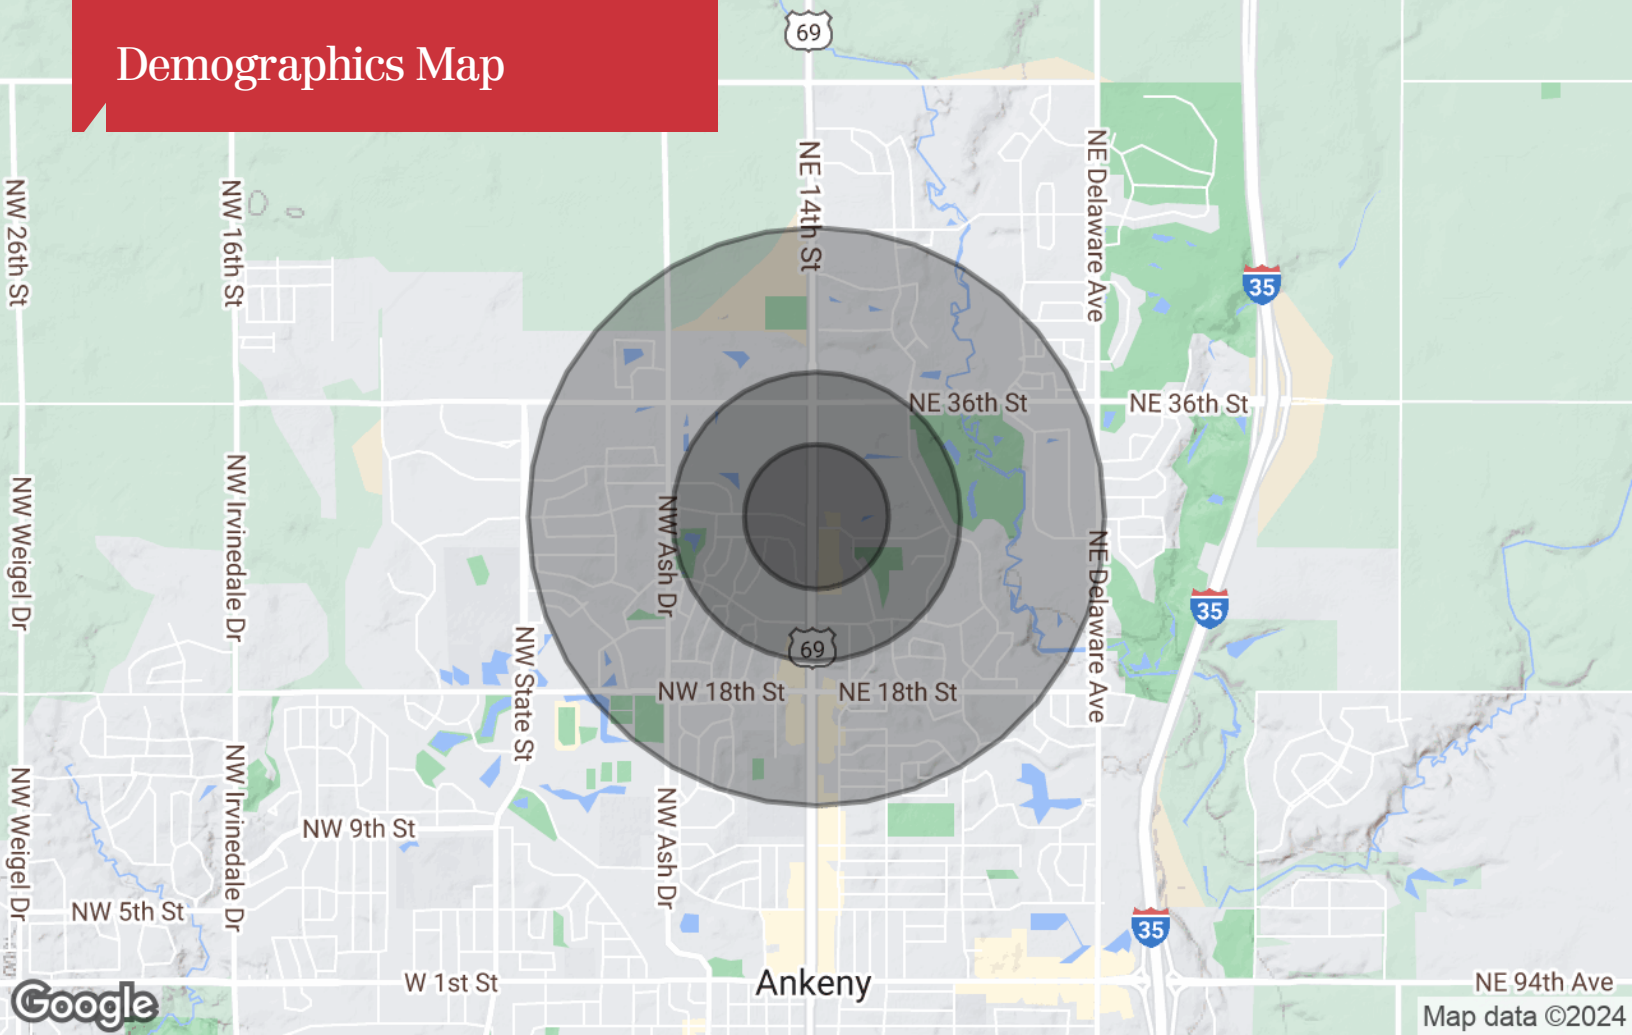 Demographics Map
69
NE 14th St
NE Delaware Ave
NW 26th St
NW 16th St
35
NE 36th St
NE 36th St
NW Weigel Dr
NW Irvinedale Dr
NW Ash Dr
NE Delaware Ave
35
NW State St
69
NW 18th St
NE 18th St
NW Weigel Dr
NW Irvinedale Dr
NW 9th St
NW Ash Dr
NW 5th St
35
W 1st St
Ankeny
NE 94th Ave
Google
Map data ©2024